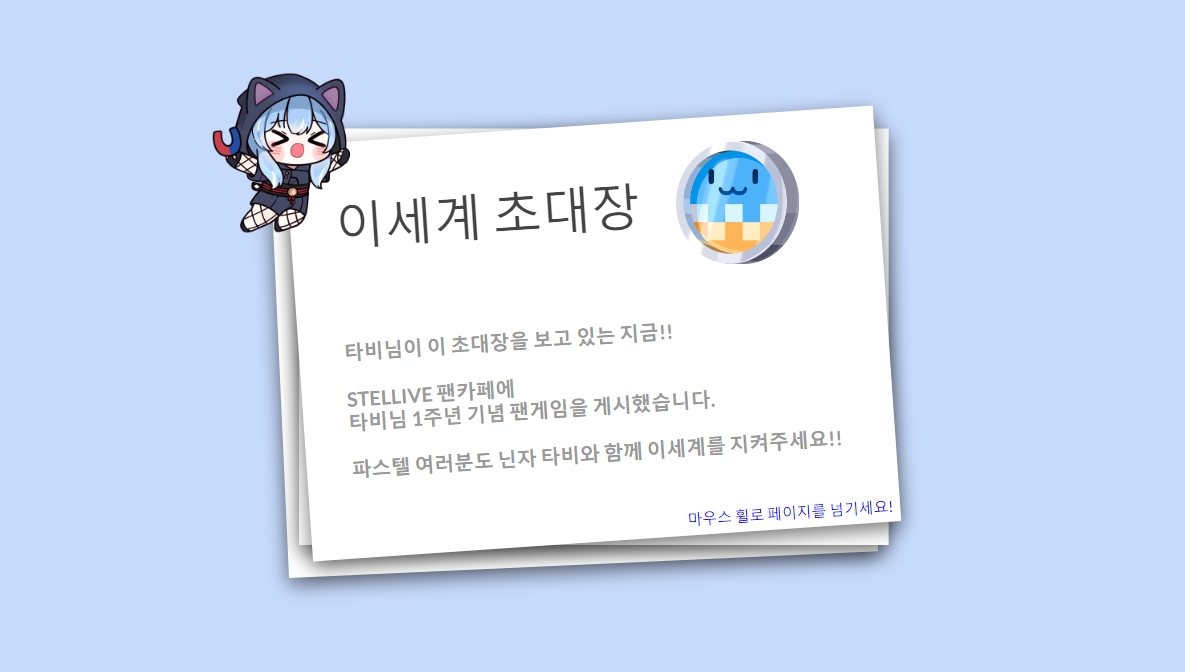 이세계 초대장
타비님이 이 초대장을 보고 있는 지금!!
STELLIVE 팬카페에
타비님 1주년 기념 팬게임을 게시했습니다.
파스텔 여러분도 닌자 타비와 함께 이세계를 지켜주세요!!
마우스 휠로 페이지를 넘기세요!